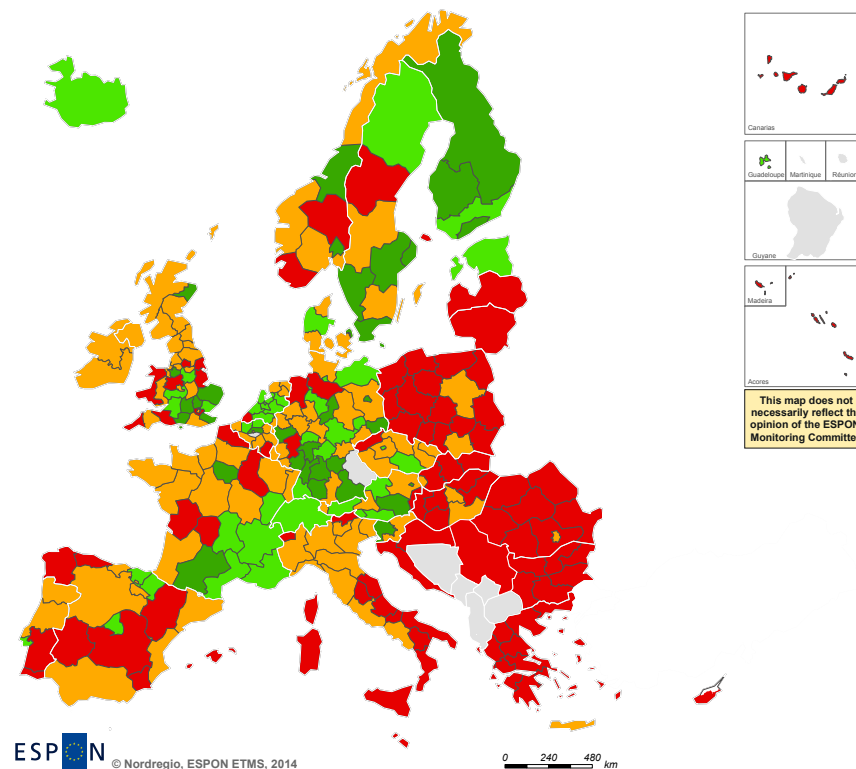 Canarias
Guadeloupe Martinique Réunion
Guyane
Madeira
Acores
This map does not
necessarily reflect th
opinion of the ESPON
Monitoring Committe
ESPON © Nordregio, ESPON ETMS, 2014
0 240 480 km